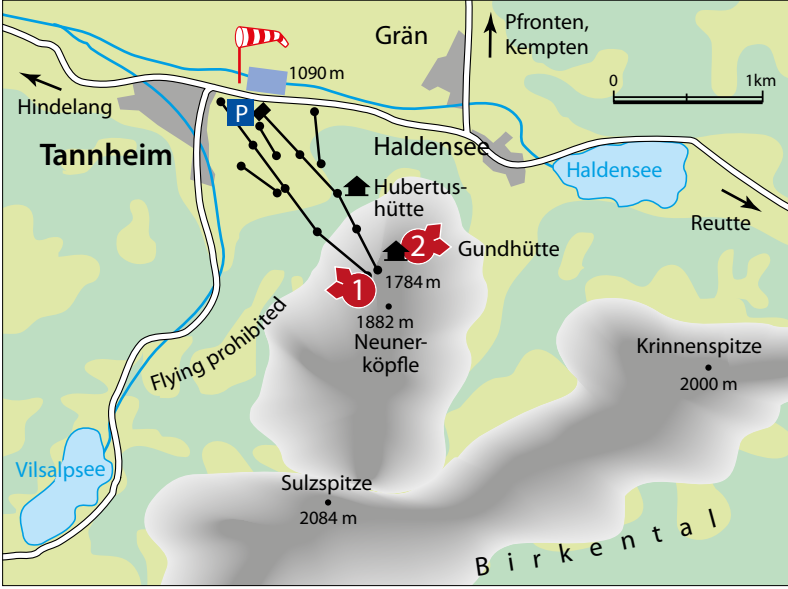 Grän
Pfronten,
Kempten
1090 m
0
1km
Hindelang
P
Tannheim
Haldensee
Haldensee
Hubertus-
hütte
Reutte
2
Gundhütte
1784 m
1
1882 m
Neuner-
köpfle
Flying prohibited
Krinnenspitze
2000 m
Vilsalpsee
Sulzspitze
2084 m
Birkental